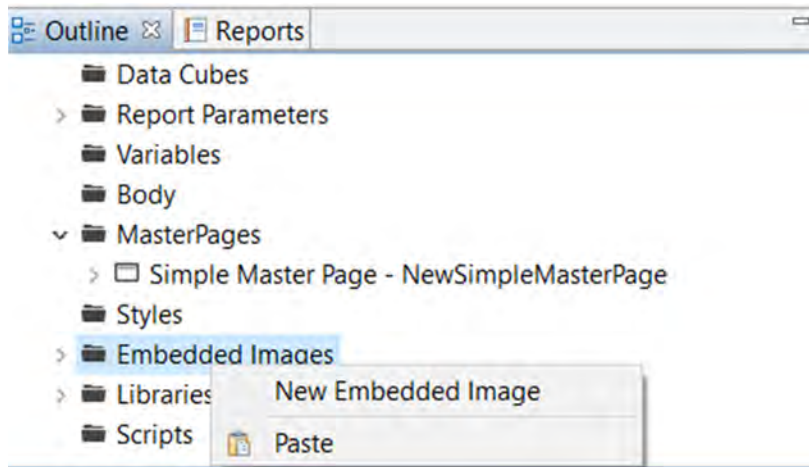 Outline Reports
Data Cubes
Report Parameters
Variables
Body
MasterPages
Simple Master Page - NewSimpleMasterPage
Styles
Embedded Images
New Embedded Image
Libraries
Scripts
Paste